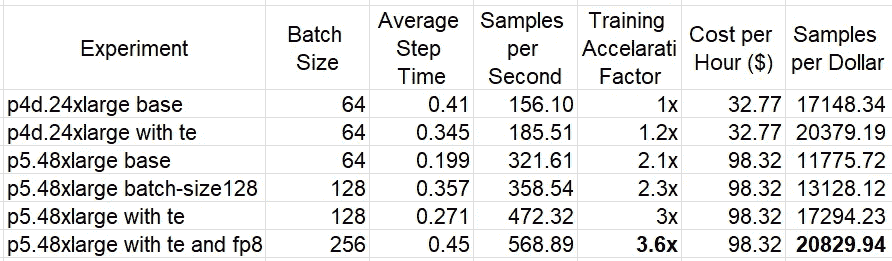 Experiment Batch Size Average Step Time Samples per Second Training Accelarati Factor Cost per Hour ($) Samples per Dollar
p4d.24xlarge base 64 0.41 156.10 1x 32.77 17148.34
p4d.24xlarge with te 64 0.345 185.51 1.2x 32.77 20379.19
p5.48xlarge base 64 0.199 321.61 2.1x 98.32 11775.72
p5.48xlarge batch-size128 128 0.357 358.54 2.3x 98.32 13128.12
p5.48xlarge with te 128 0.271 472.32 3x 98.32 17294.23
p5.48xlarge with te and fp8 256 0.45 568.89 3.6x 98.32 20829.94